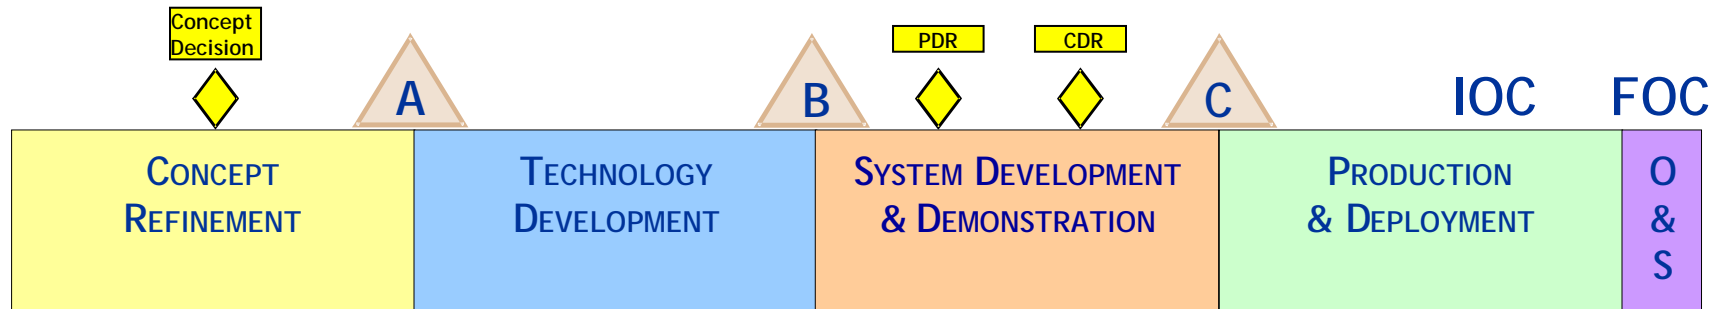 Concept
Decision
PDR
CDR
A
B
C
IOC
FOC
CONCEPT
REFINEMENT
TECHNOLOGY
DEVELOPMENT
SYSTEM DEVELOPMENT
& DEMONSTRATION
PRODUCTION
& DEPLOYMENT
O
&
S